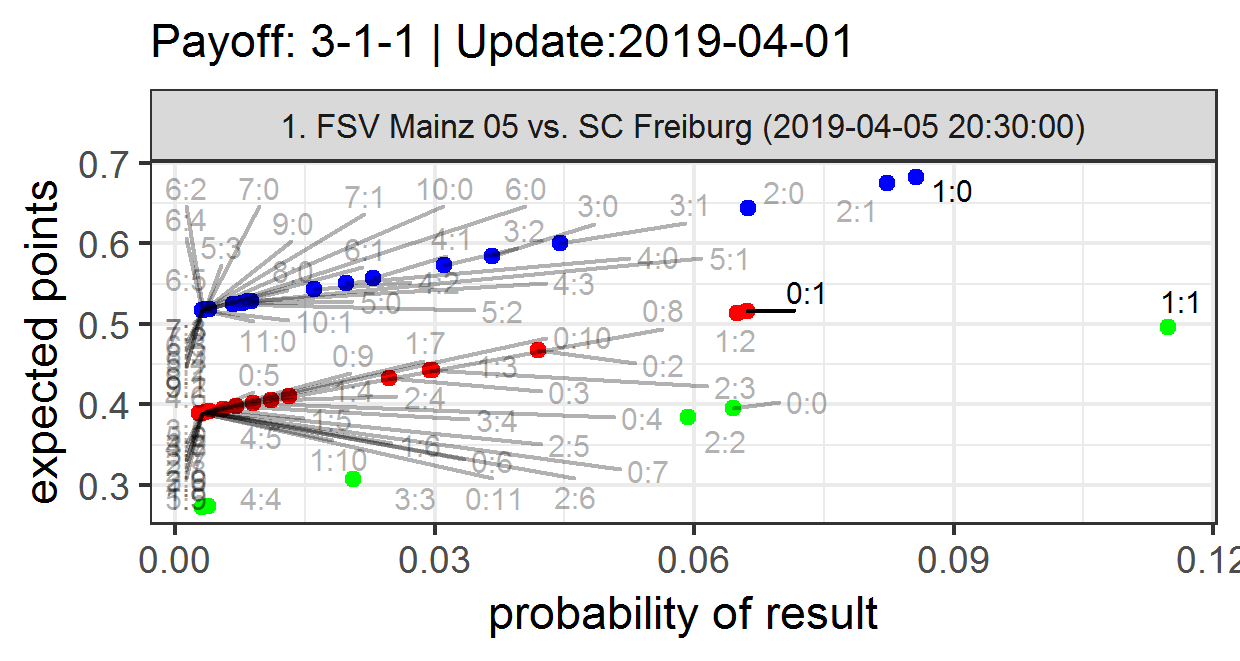 Payoff: 3-1-1 | Update:2019-04-01
1. FSV Mainz 05 vs. SC Freiburg (2019-04-05 20:30:00)
expected points
0.7
0.6
0.5
0.4
0.3
6:2 7:0 7:1 10:0 6:0 3:0 3:1 2:0 2:1 1:0
6:4 9:0 3:2
5:3 6:1 4:1 4:0 5:1
6:5 8:0 4:2 4:3
5:0 5:2 0:8 0:1 1:1
10:1
11:0 0:9 1:7 0:10 1:2
0:5 1:3 0:2
1:4 2:4 0:3 2:3 0:0
1:5 3:4 0:4
4:5 1:6 2:5 2:2
1:10 0:6 0:7
4:4 3:3 0:11 2:6
0.00 0.03 0.06 0.09 0.12
probability of result